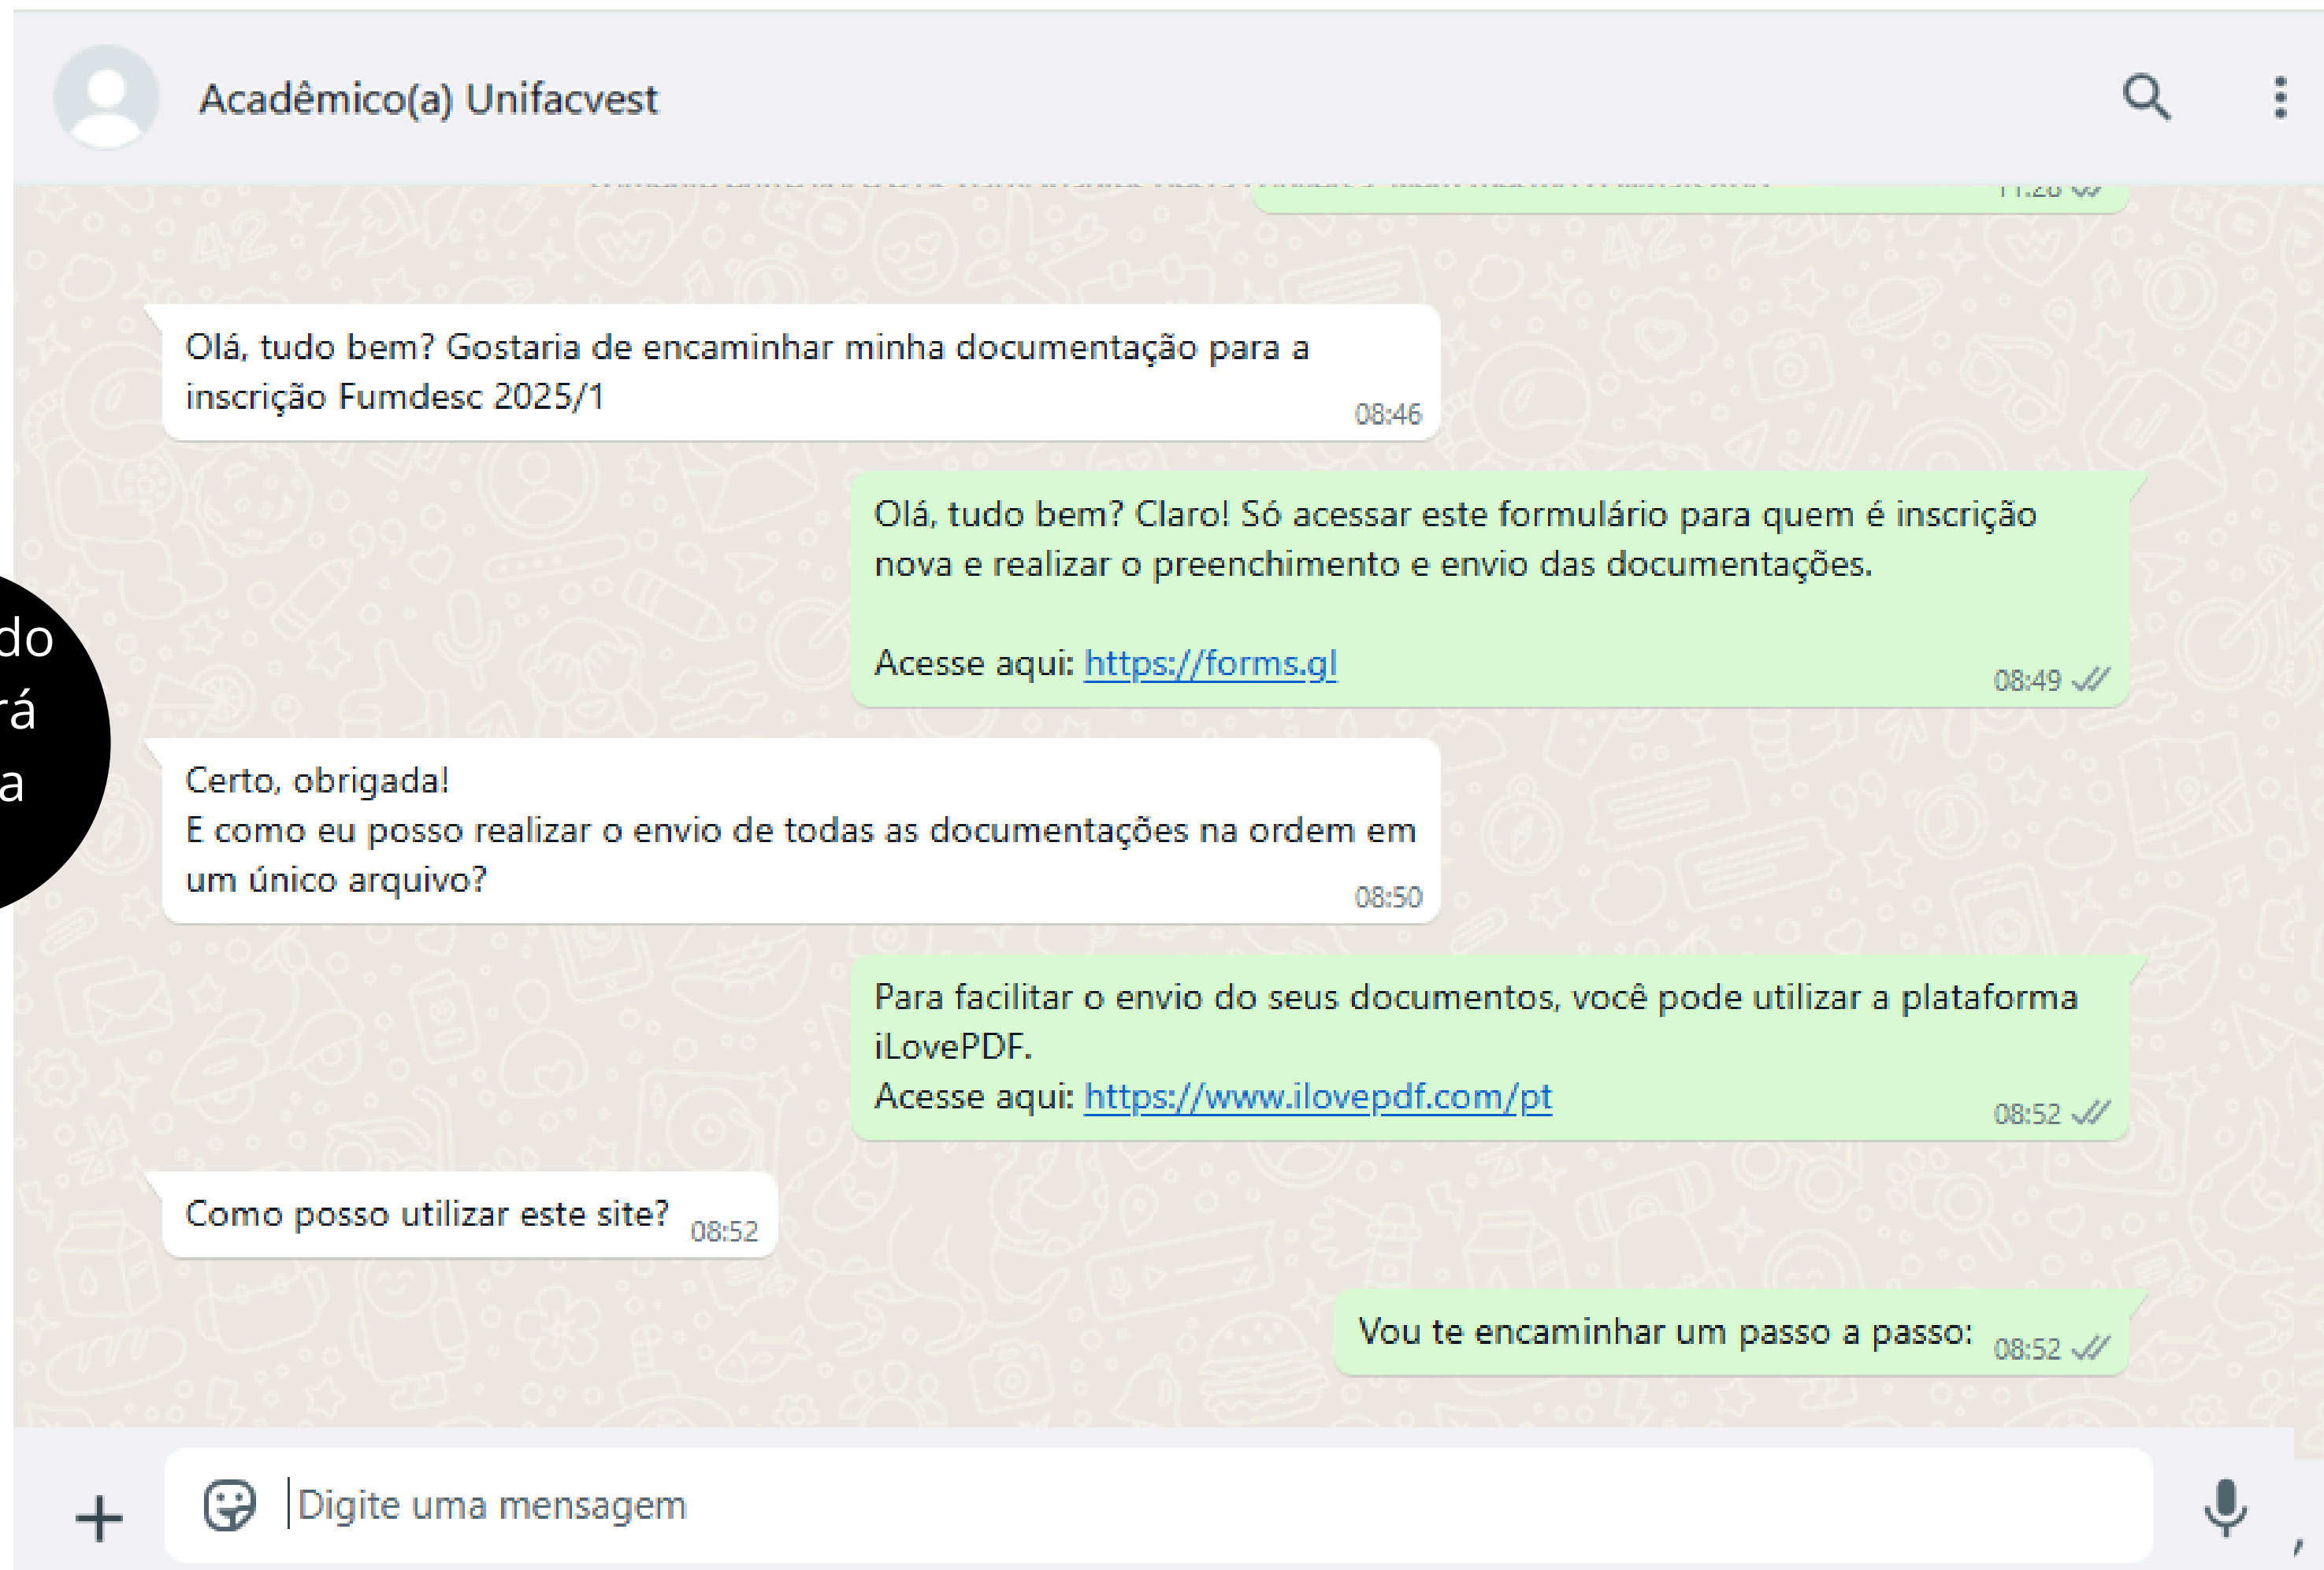 Acadêmico(a) Unifacvest
11:28
Olá, tudo bem? Gostaria de encaminhar minha documentação para a
inscrição Fumdesc 2025/1
08:46
Olá, tudo bem? Claro! Só acessar este formulário para quem é inscrição
nova e realizar o preenchimento e envio das documentações.
Acesse aqui: https://forms.gl
08:49
do
rá
a
Certo, obrigada!
E como eu posso realizar o envio de todas as documentações na ordem em
um único arquivo?
08:50
Para facilitar o envio do seus documentos, você pode utilizar a plataforma
iLovePDF.
Acesse aqui: https://www.ilovepdf.com/pt
08:52
Como posso utilizar este site? 08:52
Vou te encaminhar um passo a passo: 08:52
Digite uma mensagem
,